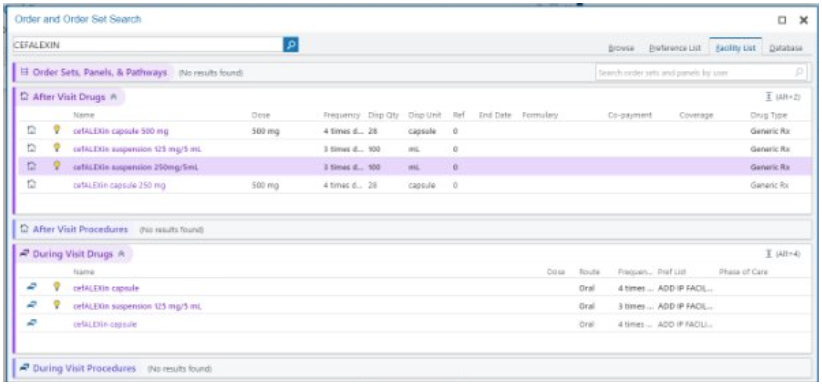 Order and Order Set Search
CEFALEXIN
Browse Preference List Facility List Database
Order Sets, Panels, & Pathways (No results found) Search order sets and panels by user
After Visit Drugs (Alt+2)
Name Dose Frequency Disp Qty Disp Unit Ref End Date Formulary Co-payment Coverage Drug Type
cefALEXin capsule 500 mg 500 mg 4 times d... 28 capsule 0 Generic Rx
cefALEXin suspension 125 mg/5 mL 3 times d... 100 mL 0 Generic Rx
cefALEXin suspension 250mg/5mL 3 times d... 100 mL 0 Generic Rx
cefALEXin capsule 250 mg 500 mg 4 times d... 28 capsule 0 Generic Rx
After Visit Procedures (No results found)
During Visit Drugs (Alt+4)
Name Dose Route Frequen... Pref List Phase of Care
cefALEXin capsule Oral 4 times ... ADD IP FACIL...
cefALEXin suspension 125 mg/5 mL Oral 3 times ... ADD IP FACIL...
cefALEXin capsule Oral 4 times ... ADD IP FACIL...
During Visit Procedures (No results found)